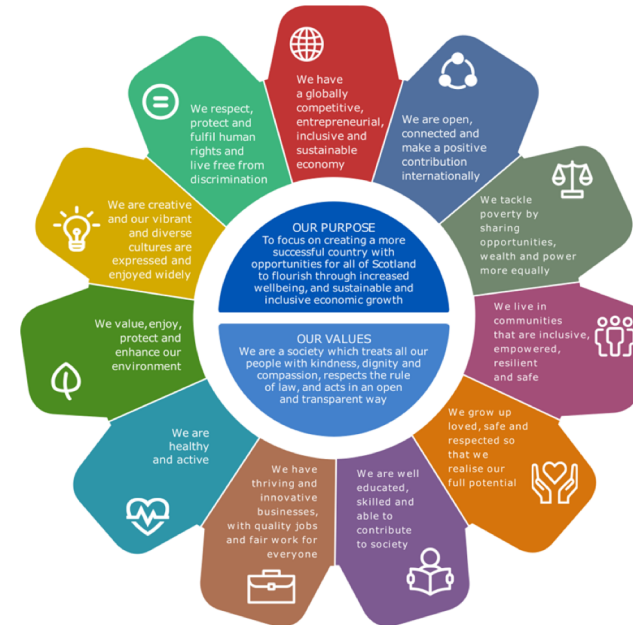 OUR PURPOSE
To focus on creating a more
successful country with
opportunities for all of Scotland
to flourish through increased
wellbeing, and sustainable and
inclusive economic growth
OUR VALUES
We are a society which treats all our
people with kindness, dignity and
compassion, respects the rule
of law, and acts in an open
and transparent way
We have
a globally
competitive,
entrepreneurial,
inclusive and
sustainable
economy
We are open,
connected and
make a positive
contribution
internationally
We tackle
poverty by
sharing
opportunities,
wealth and power
more equally
We live in
communities
that are inclusive,
empowered,
resilient
and safe
We grow up
loved, safe and
respected so
that we
realise our
full potential
We are well
educated,
skilled and
able to
contribute
to society
We have
thriving and
innovative
businesses,
with quality jobs
and fair work for
everyone
We are
healthy
and active
We value, enjoy,
protect and
enhance our
environment
We are creative
and our vibrant
and diverse
cultures are
expressed and
enjoyed widely
We respect,
protect and
fulfil human
rights and
live free from
discrimination